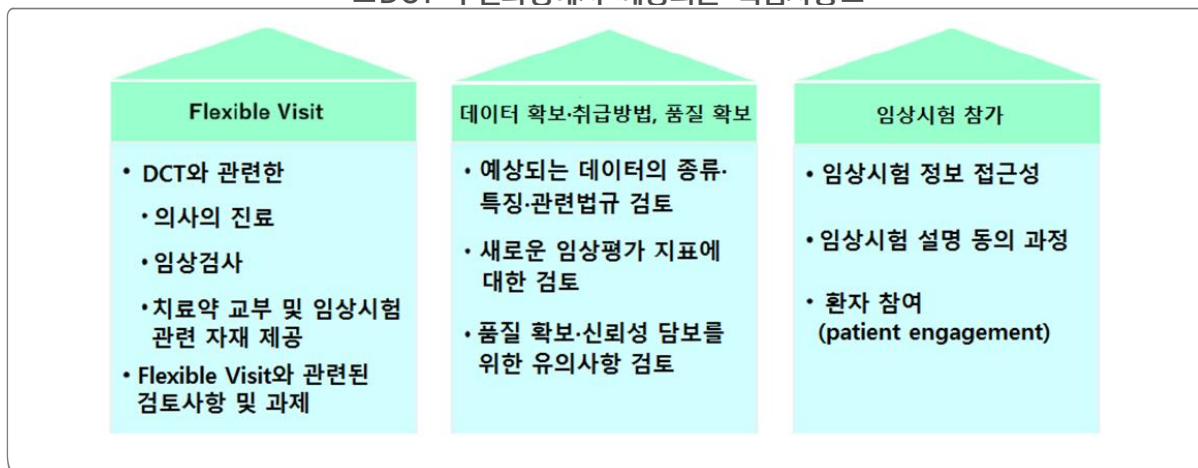 Flexible Visit
• DCT와 관련한
• 의사의 진료
• 임상검사
• 치료약 교부 및 임상시험
관련 자재 제공
• Flexible Visit와 관련된
검토사항 및 과제
데이터 확보·취급방법, 품질 확보
• 예상되는 데이터의 종류·
특징·관련법규 검토
• 새로운 임상평가 지표에
대한 검토
• 품질 확보·신뢰성 담보를
위한 유의사항 검토
임상시험 참가
• 임상시험 정보 접근성
• 임상시험 설명 동의 과정
• 환자 참여
(patient engagement)